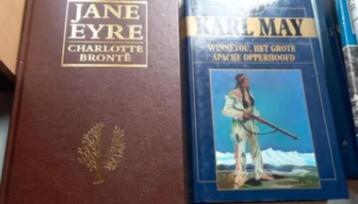 JANE
EYRE
CHARLOTTE
BRONTË
KARL MAY
WINNETOU, HET GROTE
APACHE OPPERHOOFD